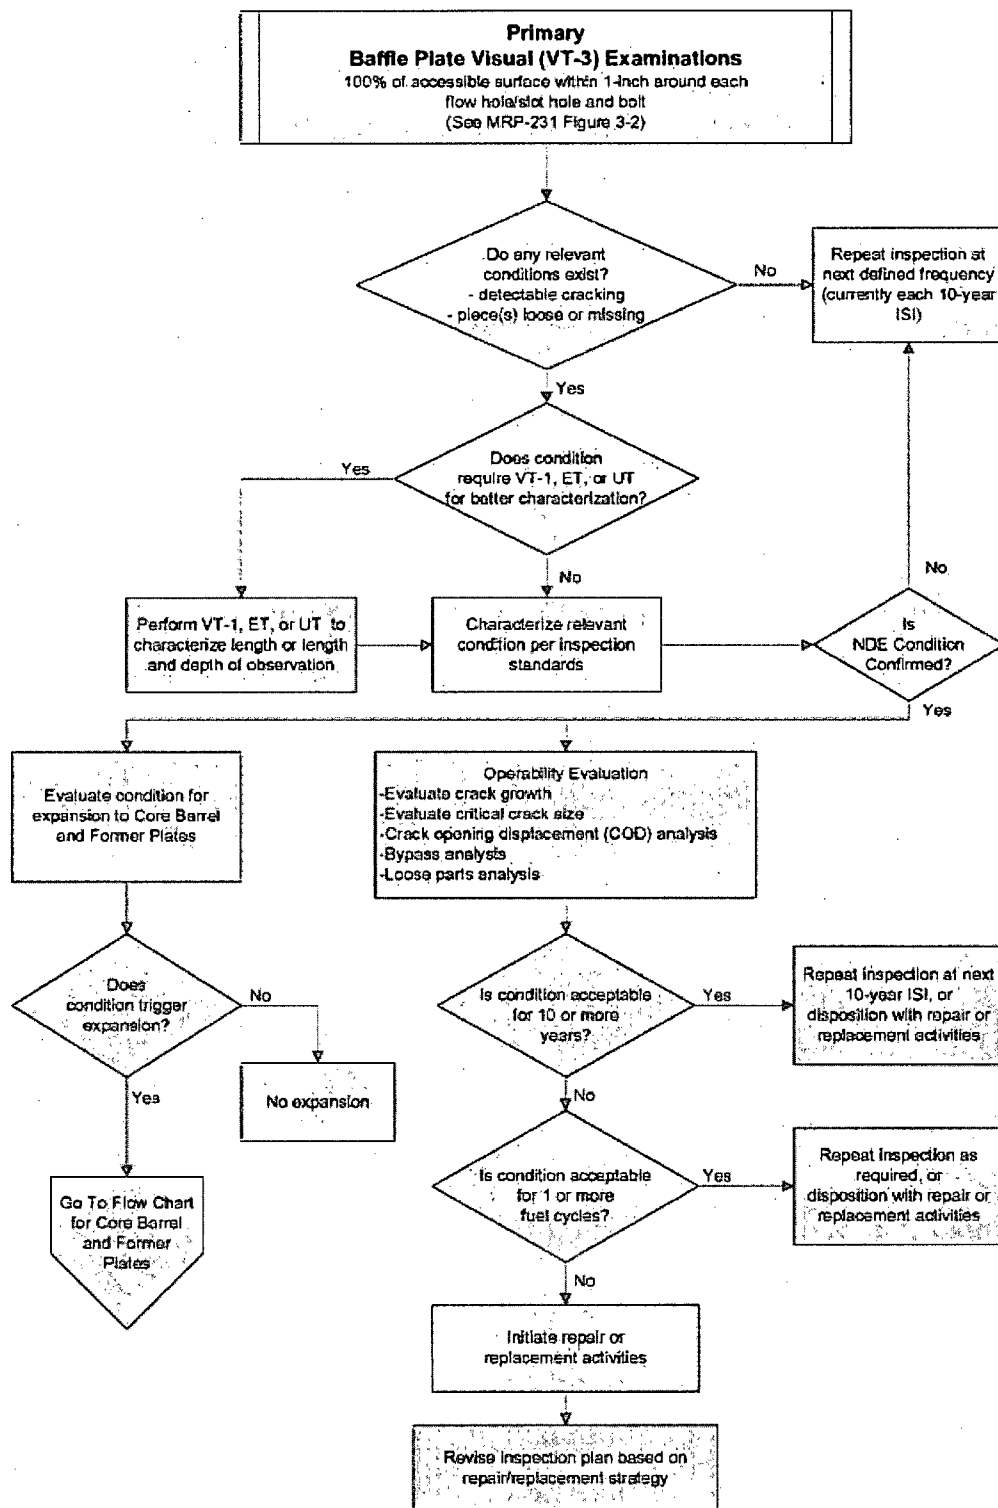 Primary
Baffle Plate Visual (VT-3) Examinations
100% of accessible surface within 1-inch around each
flow hole/slot hole and bolt
(See MRP-231 Figure 3-2)
Do any relevant
conditions exist?
- detectable cracking
- piece(s) loose or missing
No
Repeat inspection at
next defined frequency
(currently each 10-year
ISI)
Yes
Does condition
require VT-1, ET, or UT
for better characterization?
Yes
No
No
Perform VT-1, ET, or UT to
characterize length or length
and depth of observation
Characterize relevant
condition per inspection
standards
Is
NDE Condition
Confirmed?
Yes
Evaluate condition for
expansion to Core Barrel
and Former Plates
Operability Evaluation
-Evaluate crack growth
-Evaluate critical crack size
-Crack opening displacement (COD) analysis
-Bypass analysis
-Loose parts analysis
Does
condition trigger
expansion?
No
No expansion
Yes
Go To Flow Chart
for Core Barrel
and Former
Plates
Is condition acceptable
for 10 or more
years?
Yes
Repeat inspection at next
10-year ISI, or
disposition with repair or
replacement activities
No
Is condition acceptable
for 1 or more
fuel cycles?
Yes
Repeat inspection as
required, or
disposition with repair or
replacement activities
No
Initiate repair or
replacement activities
Revise inspection plan based on
repair/replacement strategy